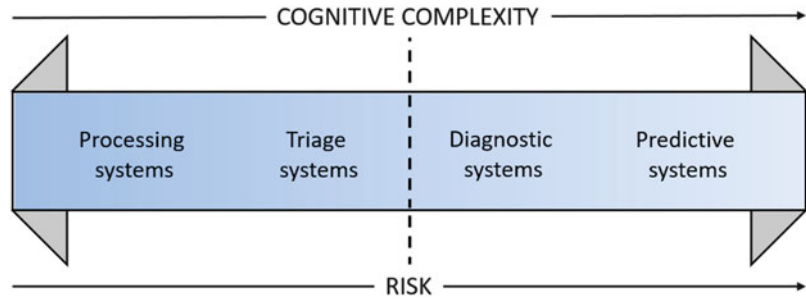 COGNITIVE COMPLEXITY
Processing systems
Triage systems
Diagnostic systems
Predictive systems
RISK